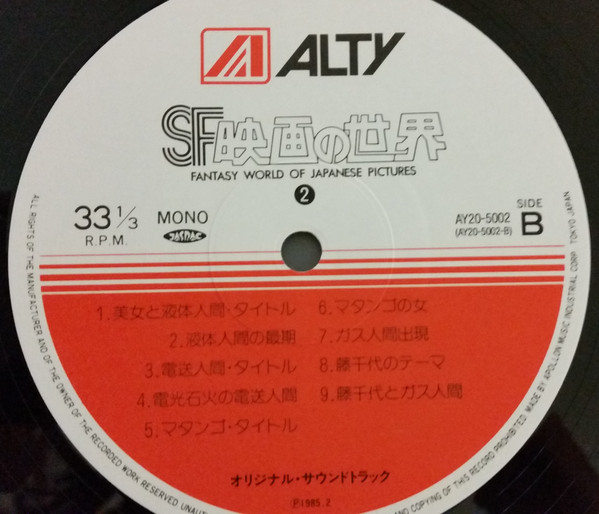 ALTY
SF映画の世界
FANTASY WORLD OF JAPANESE PICTURES
2
33 1/3
R.P.M.
MONO
JASRAC
AY20-5002
(AY20-5002-B)
SIDE
B
1. 美女と液体人間・タイトル
2. 液体人間の最期
3. 電送人間・タイトル
4. 電光石火の電送人間
5. マタンゴ・タイトル
6. マタンゴの女
7. ガス人間出現
8. 藤千代のテーマ
9. 藤千代とガス人間
オリジナル・サウンドトラック
Ⓟ1985. 2
ALL RIGHTS OF THE MANUFACTURER AND OF THE OWNER OF THE RECORDED WORK RESERVED
COPYING OF THIS RECORD PROHIBITED. MADE BY APOLLON MUSIC INDUSTRIAL CORP. TOKYO JAPAN